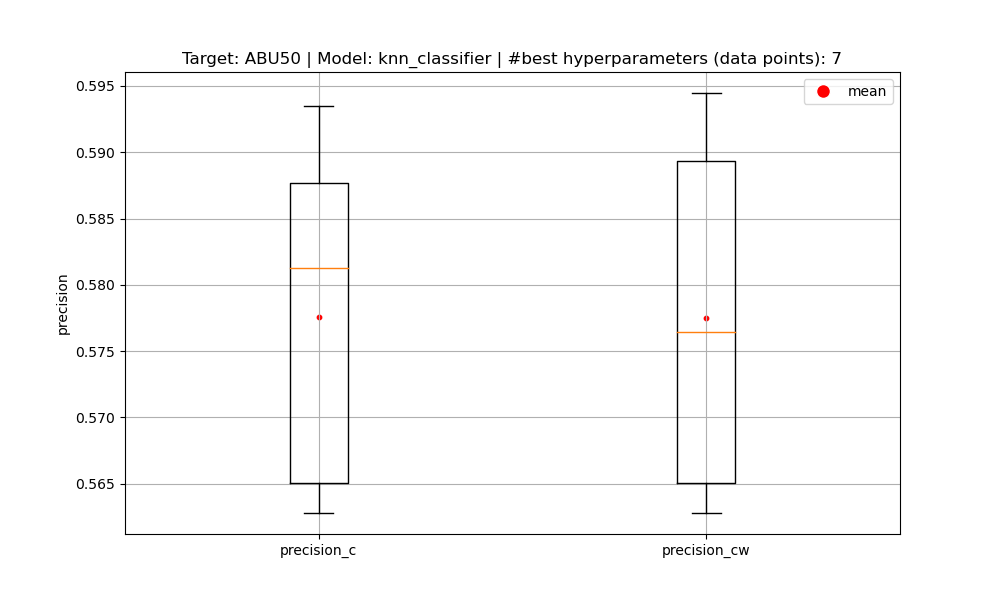 Target: ABU50 | Model: knn_classifier | #best hyperparameters (data points): 7
mean
0.595
0.590
0.585
0.580
0.575
0.570
0.565
precision
precision_c
precision_cw